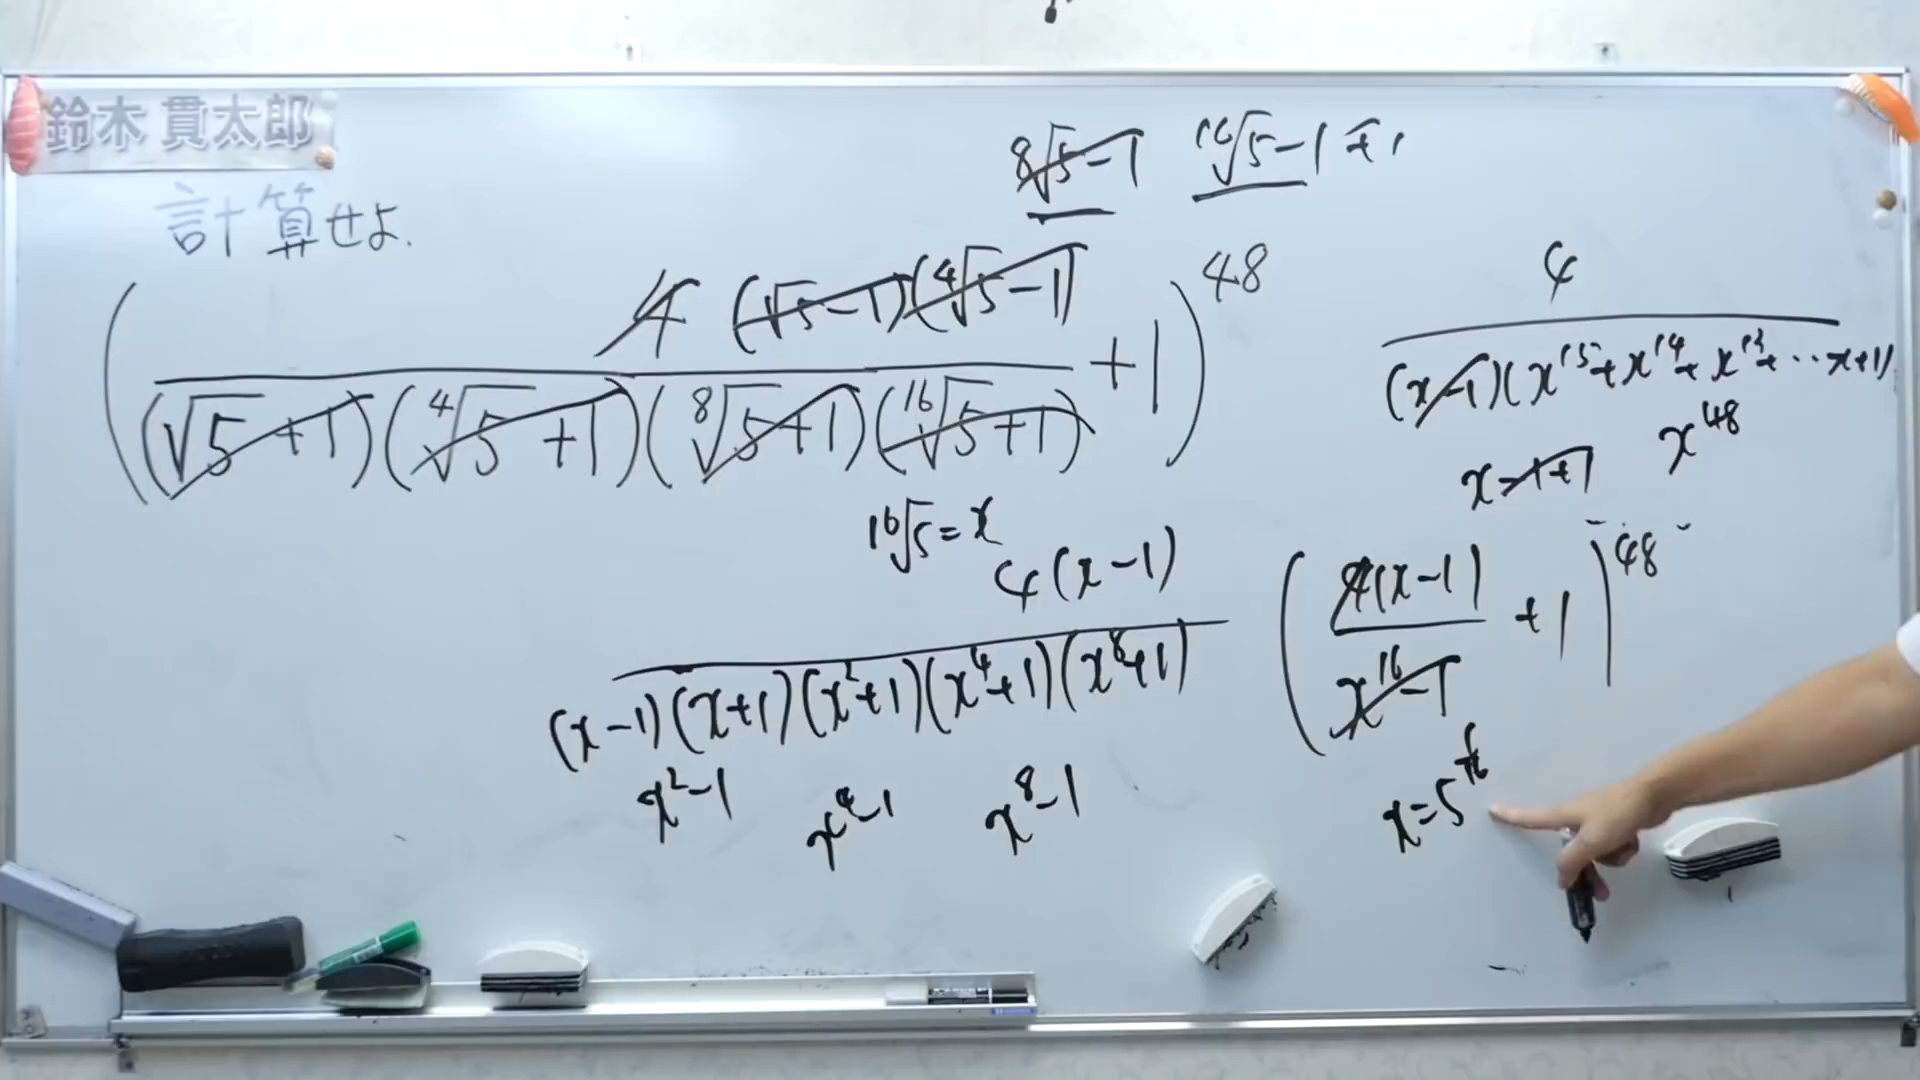 鈴木 貫太郎
計算せよ.
⁸√5-1 ¹⁶√5-1+1
(4 (√5-1)(⁴√5-1) / (√5+1)(⁴√5+1)(⁸√5+1)(¹⁶√5+1) +1)⁴⁸
¹⁶√5=x
4(x-1)
(x-1)(x+1)(x²+1)(x⁴+1)(x⁸+1)
x²-1 x⁴-1 x⁸-1
4
(x-1)(x¹⁵+x¹⁴+x¹³+…x+1)
x-1+1 x⁴⁸
(4(x-1) / x¹⁶-1 +1)⁴⁸
x=5^1/16